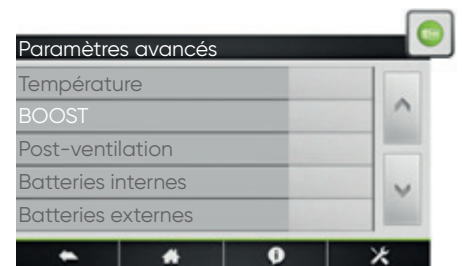 Paramètres avancés
Température
BOOST
Post-ventilation
Batteries internes
Batteries externes